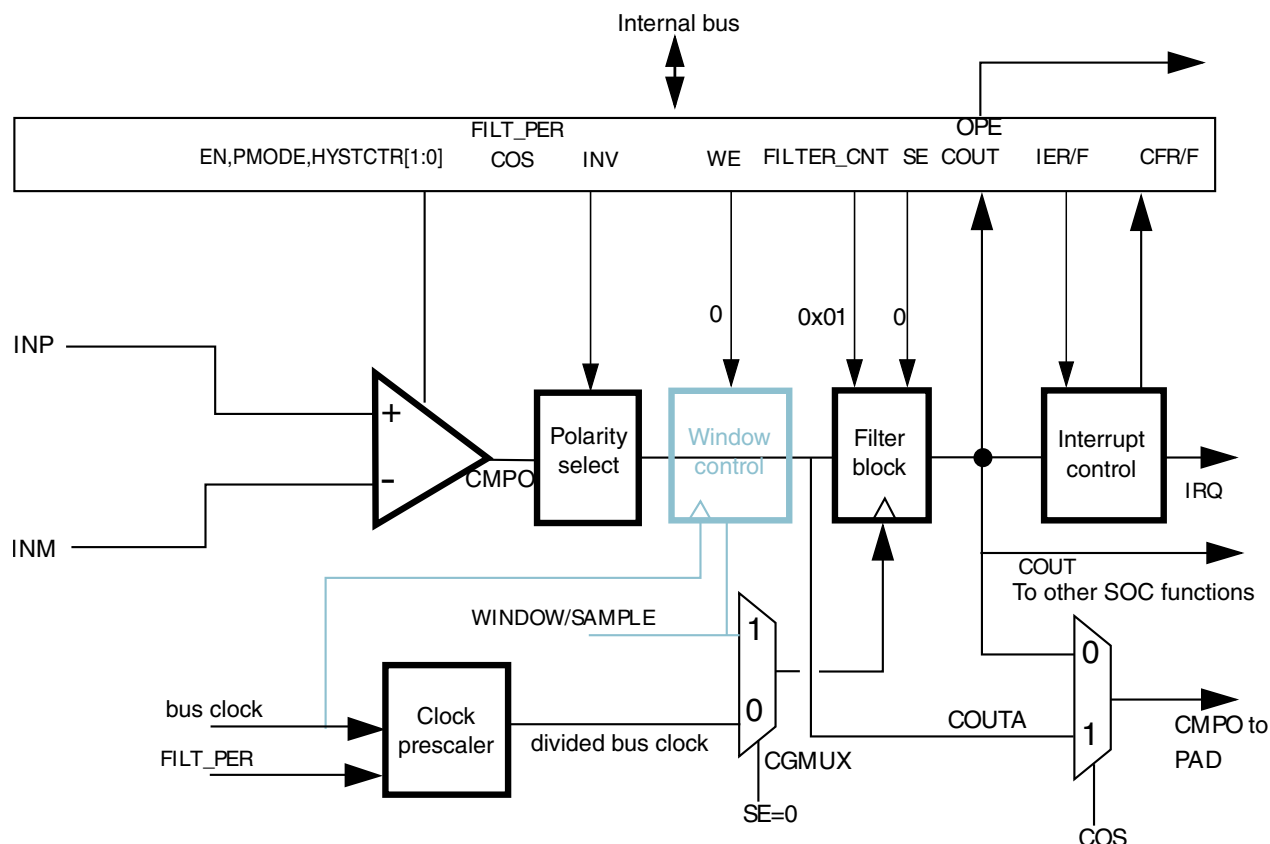 Internal bus
FILT_PER
OPE
EN,PMODE,HYSTCTR[1:0]
COS
INV
WE
FILTER_CNT
SE
COUT
IER/F
CFR/F
0
0x01
0
INP
+
-
INM
CMPO
Polarity
select
Window
control
Filter
block
Interrupt
control
IRQ
COUT
To other SOC functions
WINDOW/SAMPLE
1
0
0
1
bus clock
FILT_PER
Clock
prescaler
divided bus clock
CGMUX
SE=0
COUTA
CMPO to
PAD
COS